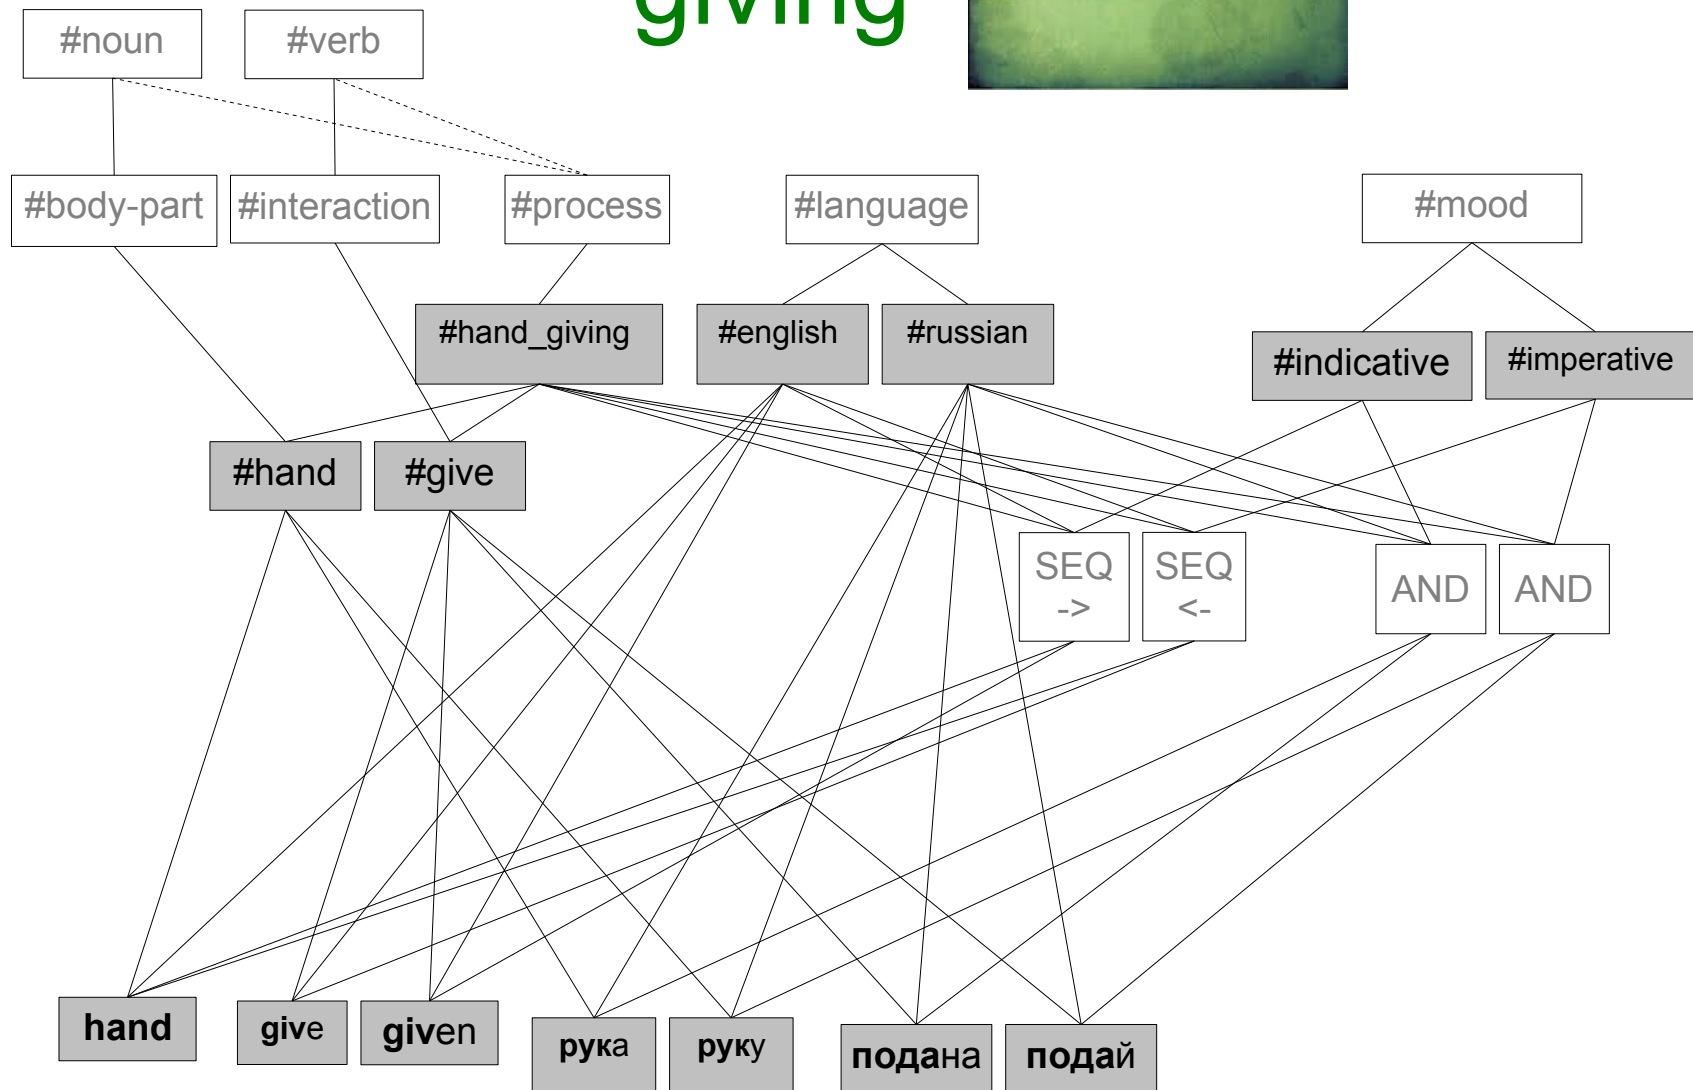 giving
#noun
#verb
#body-part
#interaction
#process
#language
#mood
#hand_giving
#english
#russian
#indicative
#imperative
#hand
#give
SEQ
->
SEQ
<-
AND
AND
hand
give
given
рука
руку
подана
подай